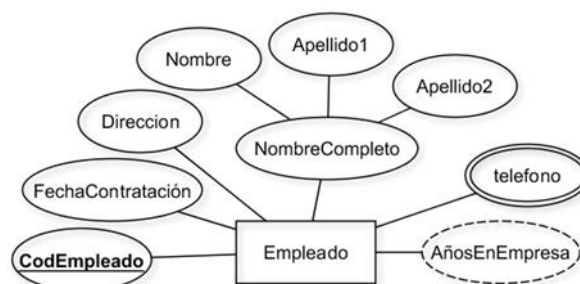 Apellido1
Nombre
Apellido2
Direccion
NombreCompleto
telefono
FechaContratación
CodEmpleado
Empleado
AñosEnEmpresa